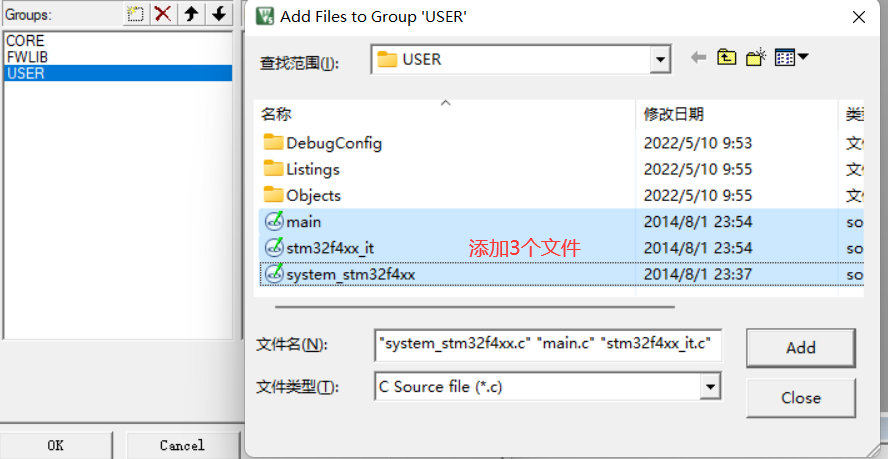 Groups:
CORE
FWLIB
USER
Add Files to Group 'USER'
查找范围(I):
USER
名称
修改日期
类
DebugConfig
2022/5/10 9:53
文
Listings
2022/5/10 9:55
文
Objects
2022/5/10 9:55
文
main
2014/8/1 23:54
so
stm32f4xx_it
2014/8/1 23:54
so
添加3个文件
system_stm32f4xx
2014/8/1 23:37
so
文件名(N):
"system_stm32f4xx.c" "main.c" "stm32f4xx_it.c"
Add
文件类型(T):
C Source file (*.c)
Close
OK
Cancel